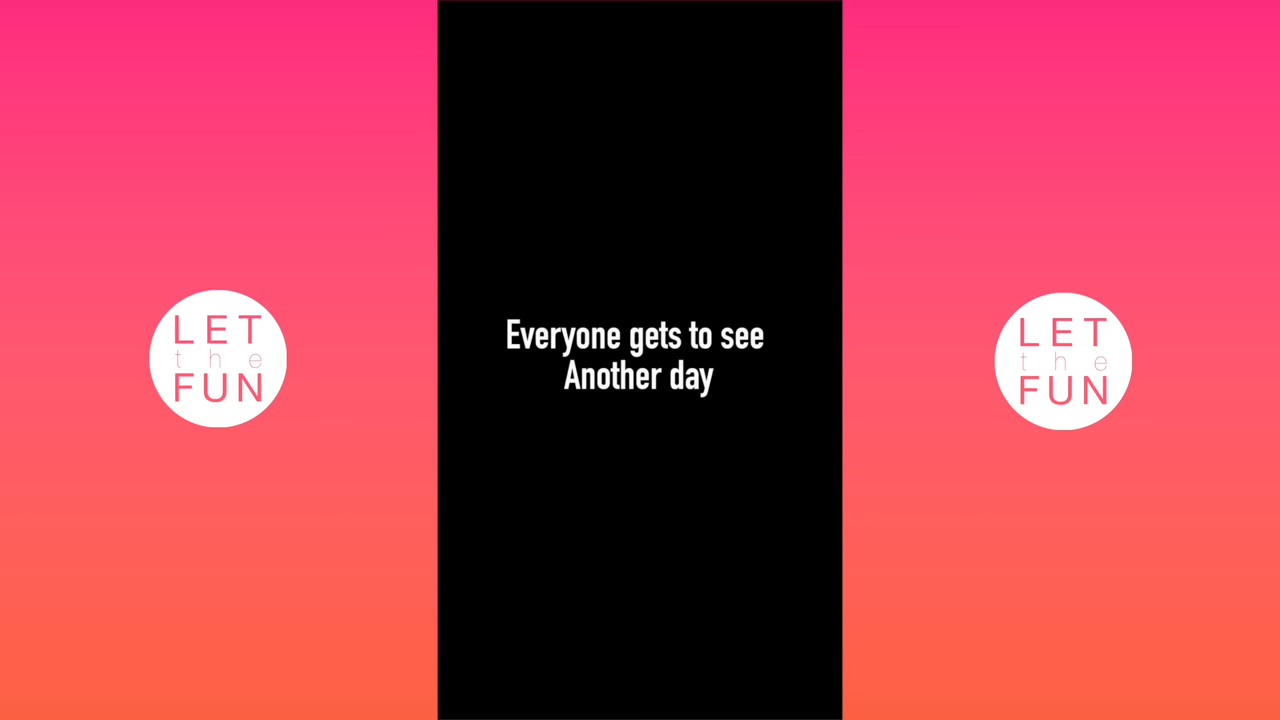 LET
the
FUN
Everyone gets to see
Another day
LET
the
FUN